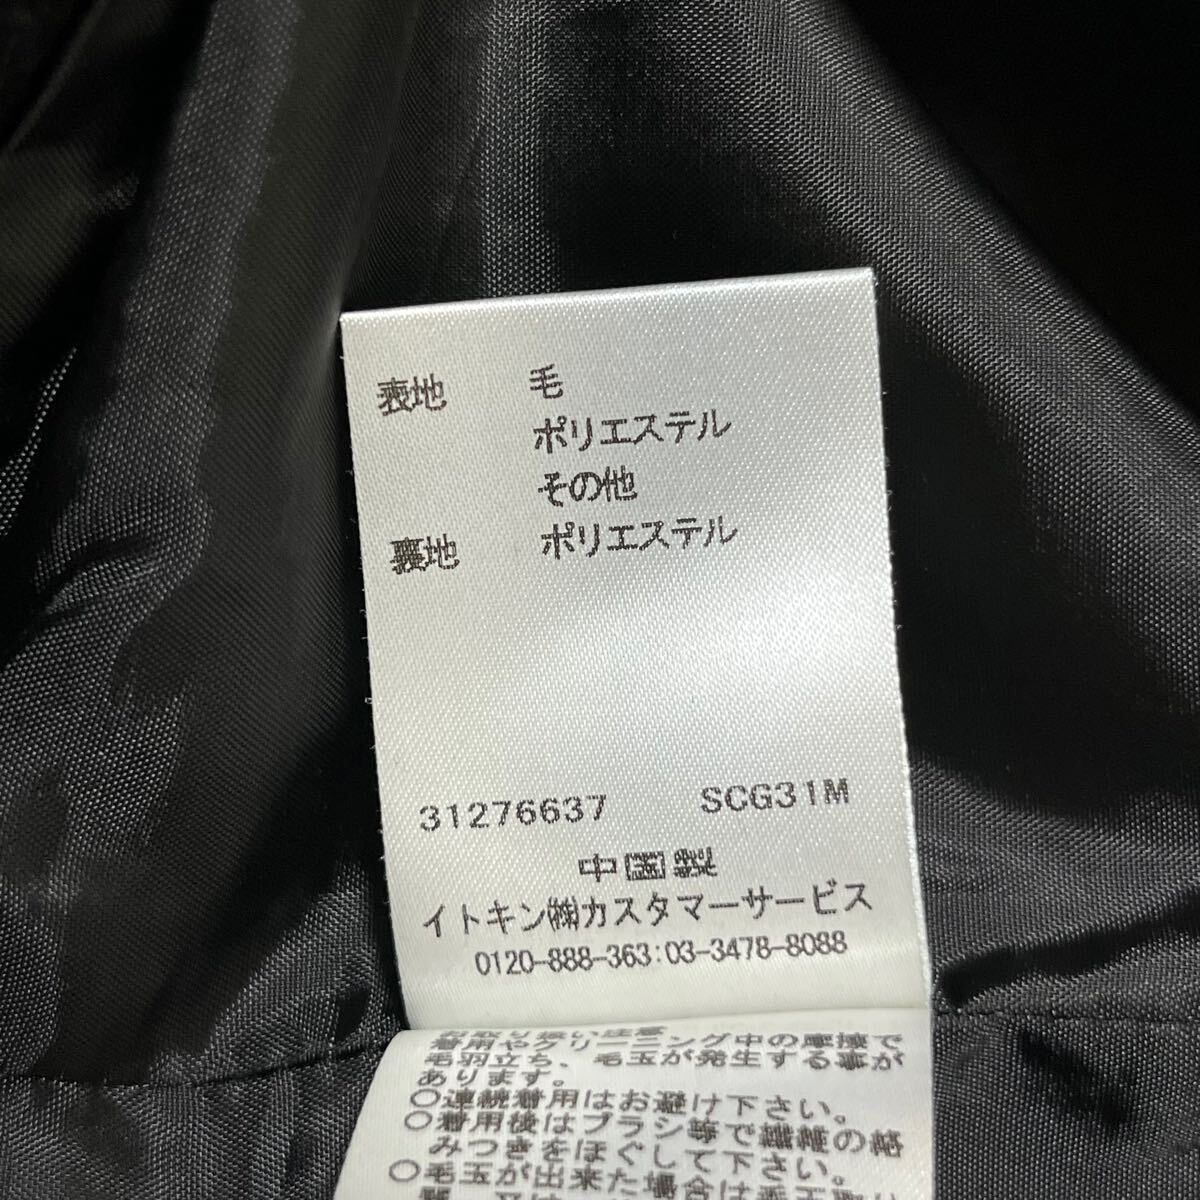 表地 毛
ポリエステル
その他
裏地 ポリエステル
31276637 SCG31M
中国製
イトキン㈱カスタマーサービス
0120-888-363:03-3478-8088
お取り扱い注意
着用やクリーニング中の摩擦で
毛羽立ち、毛玉が発生する事が
あります。
○連続着用はお避け下さい。
○着用後はブラシ等で繊維の絡
みつきをほぐして下さい。
○毛玉が出来た場合は毛玉取り